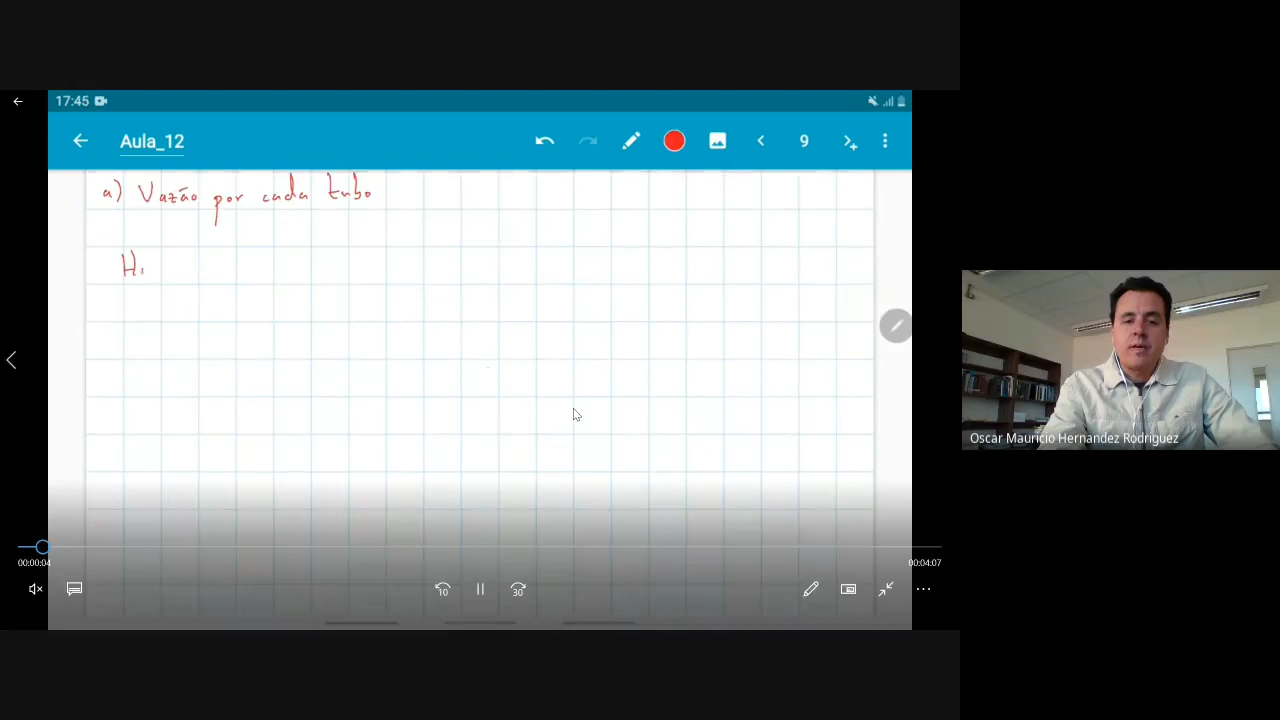 17:45
Aula_12
9
a) Vazão por cada tubo
H.
Oscar Mauricio Hernandez Rodriguez
00:00:04
00:04:07
10
30